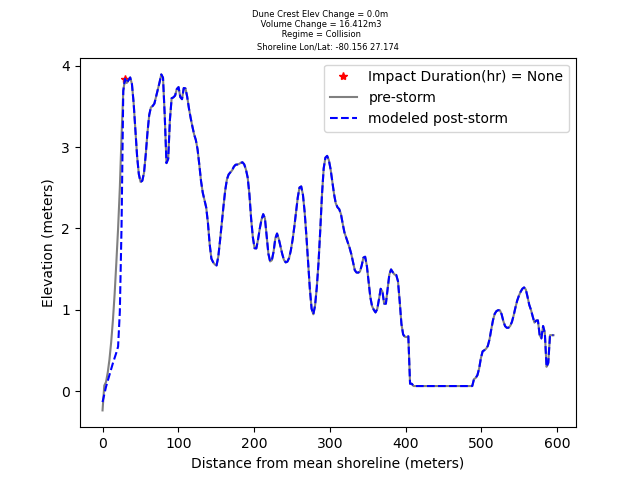 Dune Crest Elev Change = 0.0m
Volume Change = 16.412m3
Regime = Collision
Shoreline Lon/Lat: -80.156 27.174
Impact Duration(hr) = None
pre-storm
modeled post-storm
Elevation (meters)
4
3
2
1
0
0 100 200 300 400 500 600
Distance from mean shoreline (meters)